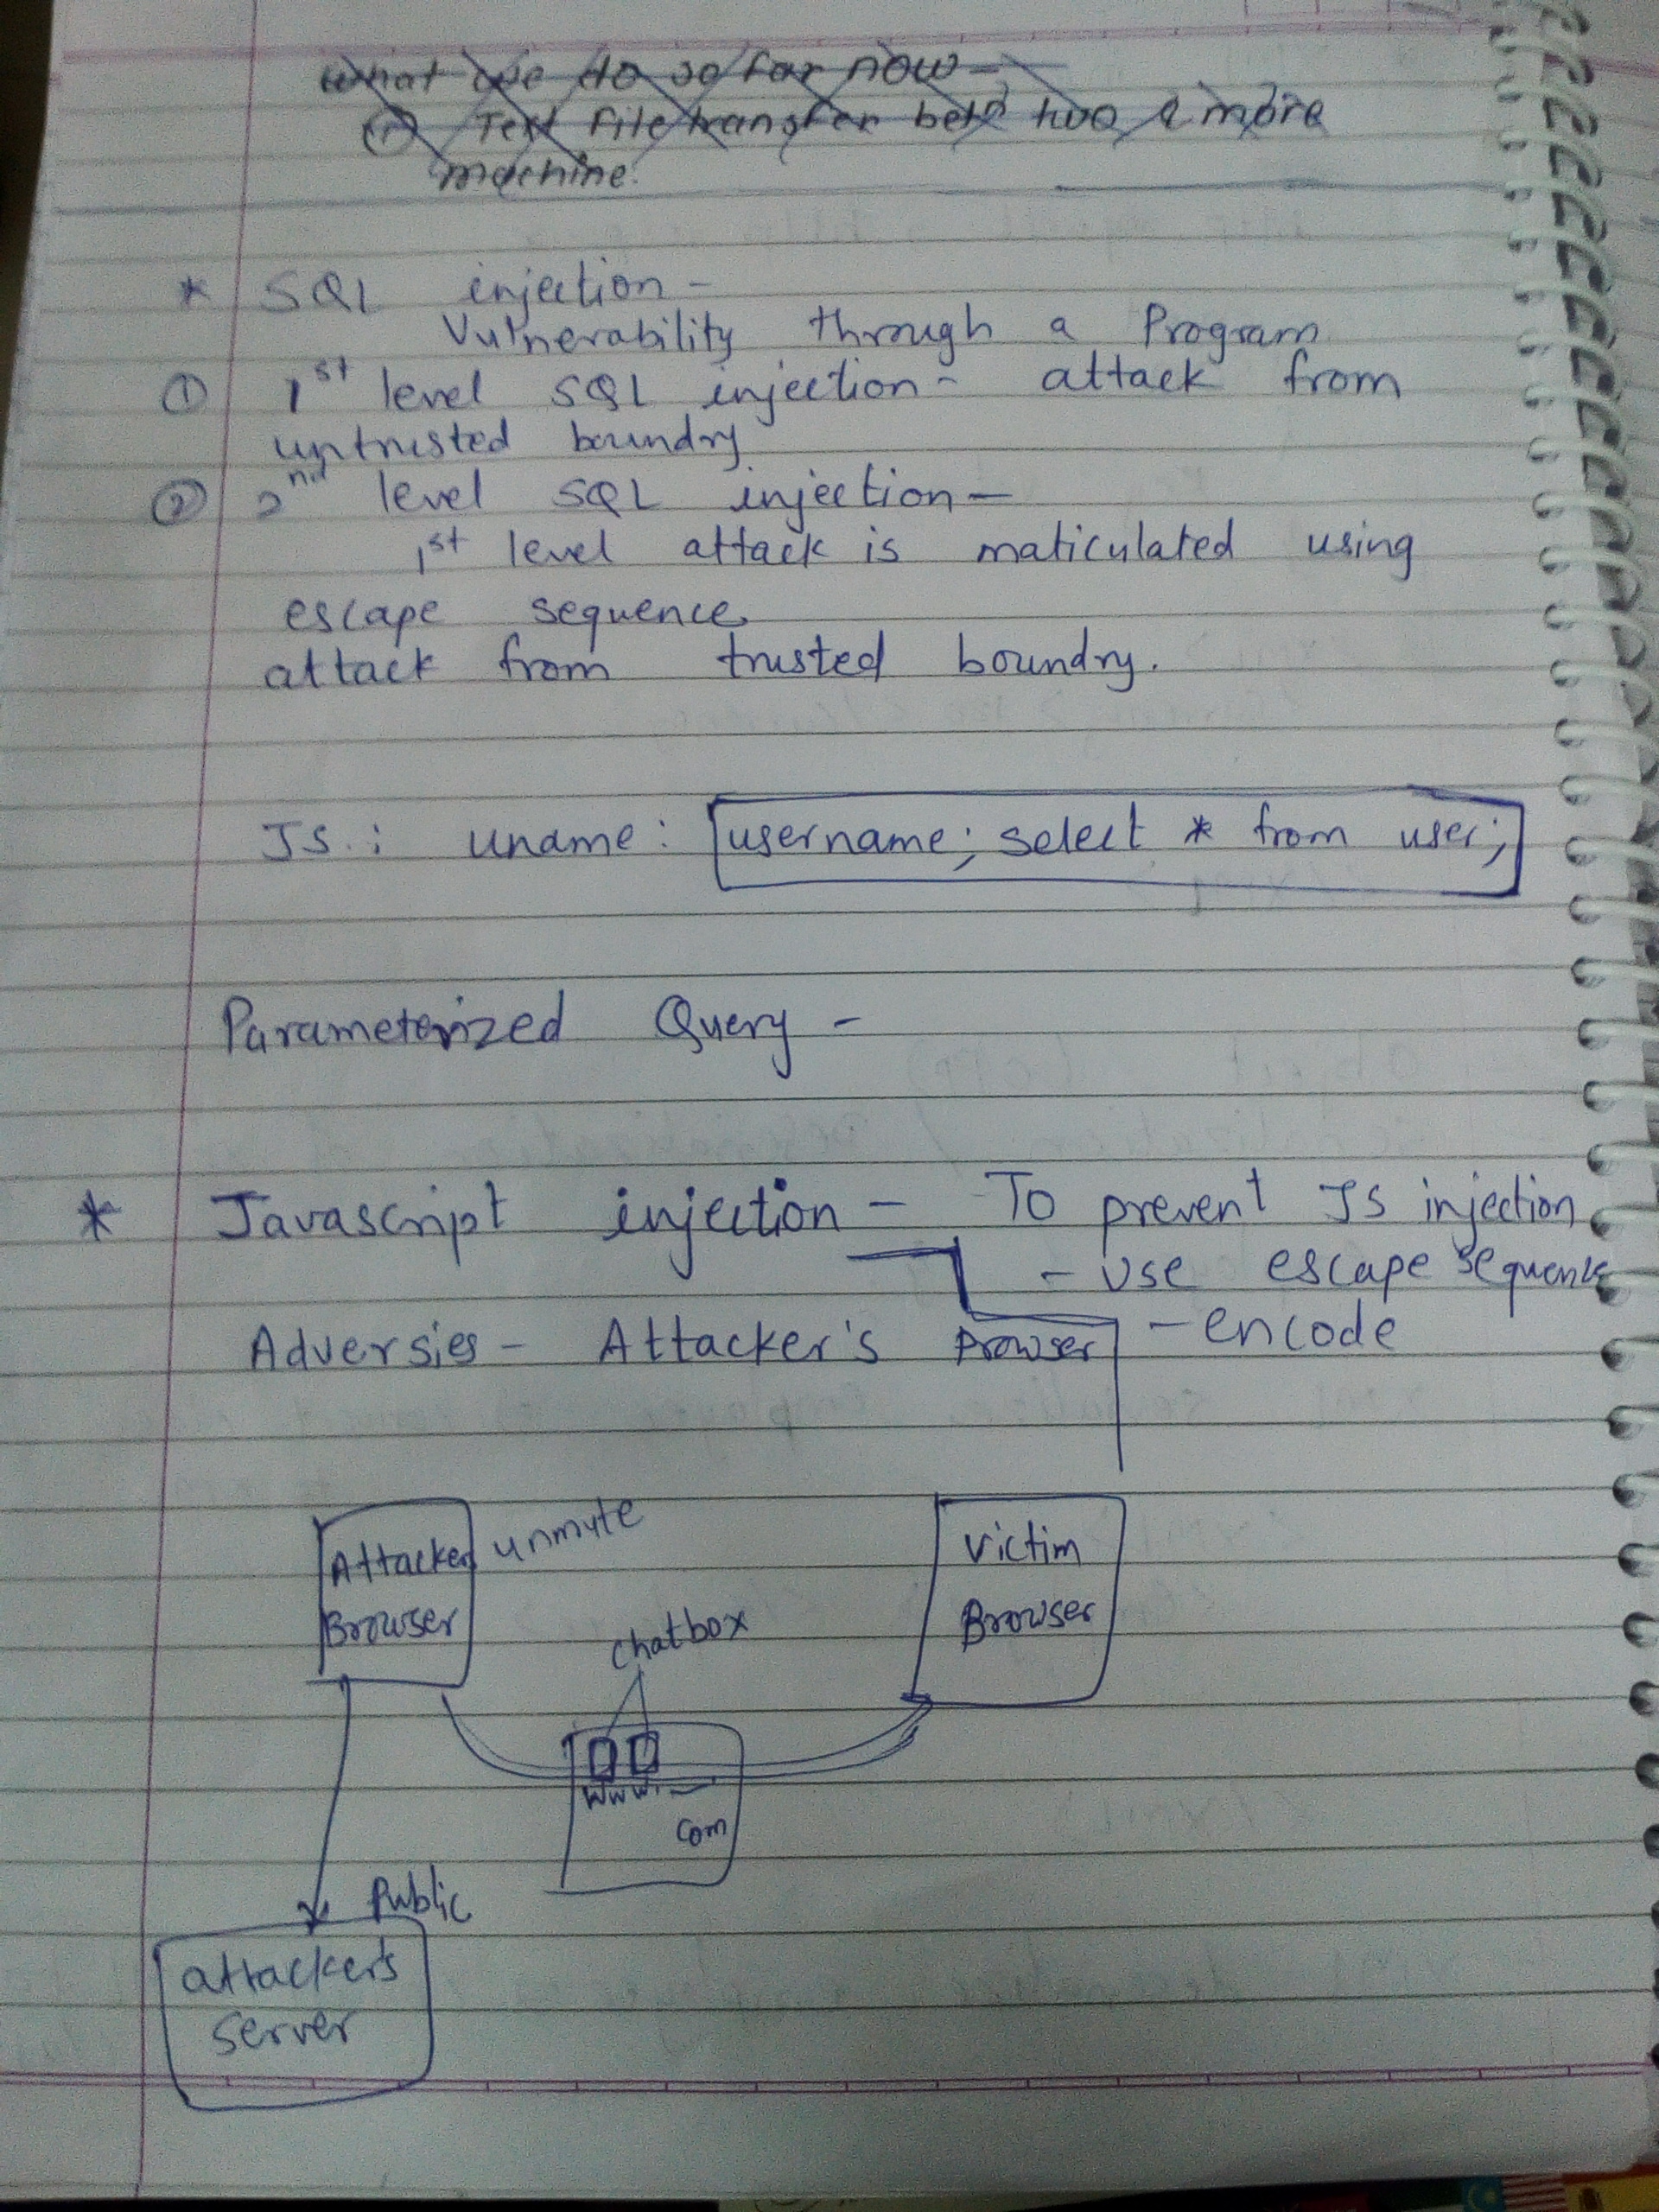 What we do so far now -
(1) Text file transfer betn two & more
machine.
* SQL injection -
Vulnerability through a Program
① 1st level SQL injection - attack from
untrusted boundry
② 2nd level SQL injection -
1st level attack is maticulated using
escape sequence
attack from trusted boundry.
JS : uname : username; select * from user;
Parameterized Query -
* Javascript injection - To prevent JS injection
- use escape sequence
Adversies - Attacker's Browser - encode
Attacker unmute
Browser
Victim
Browser
chatbox
www.
com
Public
attacker's
server